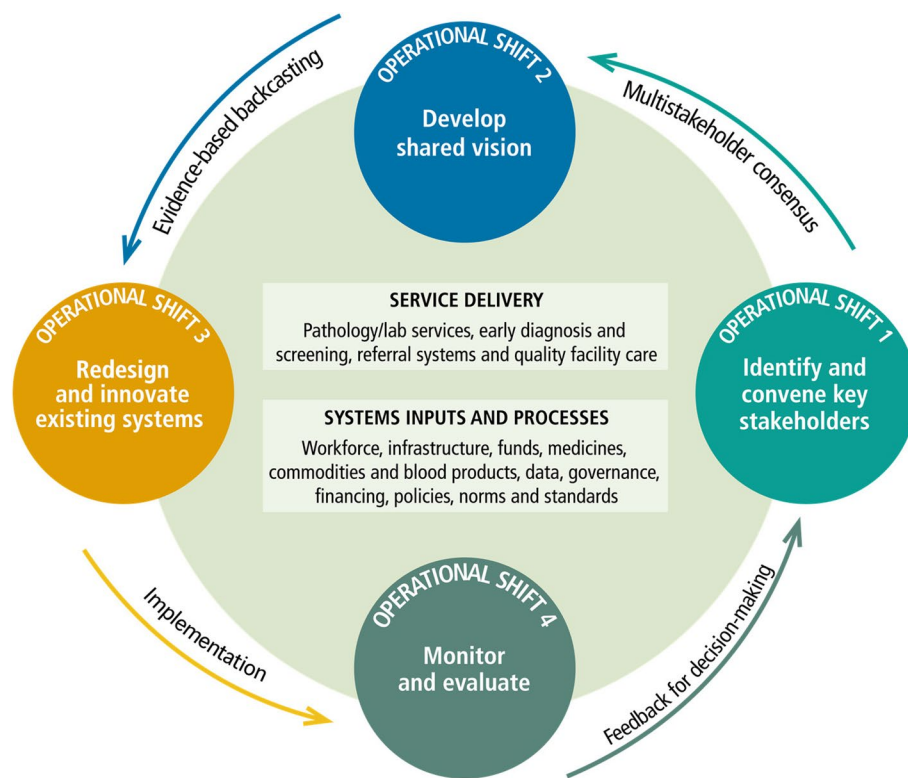 OPERATIONAL SHIFT 2
Develop
shared vision
Evidence-based backcasting
Multistakeholder consensus
OPERATIONAL SHIFT 3
Redesign
and innovate
existing systems
SERVICE DELIVERY
Pathology/lab services, early diagnosis and
screening, referral systems and quality facility care
SYSTEMS INPUTS AND PROCESSES
Workforce, infrastructure, funds, medicines,
commodities and blood products, data, governance,
financing, policies, norms and standards
OPERATIONAL SHIFT 1
Identify and
convene key
stakeholders
Implementation
OPERATIONAL SHIFT 4
Monitor
and evaluate
Feedback for decision-making